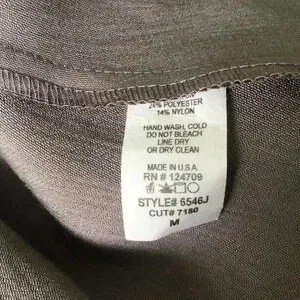 24% POLYESTER
14% NYLON
HAND WASH, COLD
DO NOT BLEACH
LINE DRY
OR DRY CLEAN
MADE IN U.S.A.
RN # 124709
STYLE# 6546J
CUT# 7180
M